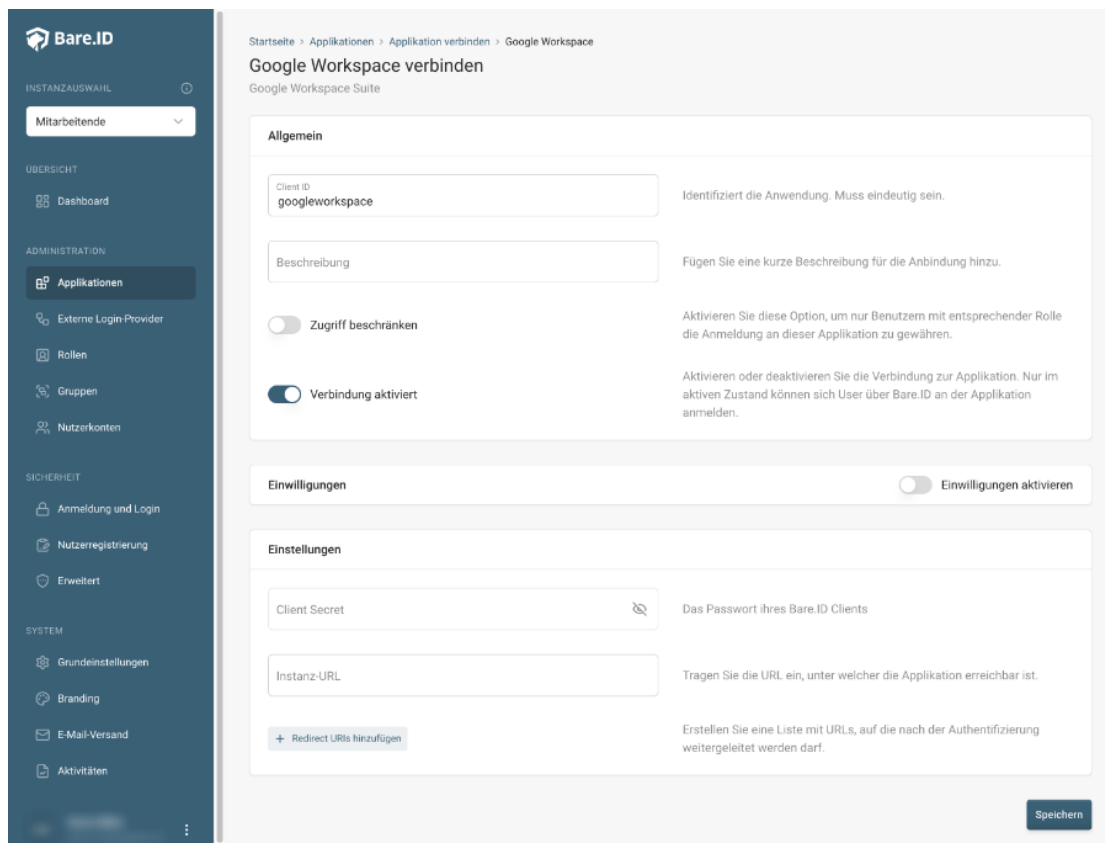 Bare.ID
INSTANZAUSWAHL
Mitarbeitende
ÜBERSICHT
Dashboard
ADMINISTRATION
Applikationen
Externe Login-Provider
Rollen
Gruppen
Nutzerkonten
SICHERHEIT
Anmeldung und Login
Nutzerregistrierung
Erweitert
SYSTEM
Grundeinstellungen
Branding
E-Mail-Versand
Aktivitäten
Startseite > Applikationen > Applikation verbinden > Google Workspace
Google Workspace verbinden
Google Workspace Suite
Allgemein
Client ID
googleworkspace
Identifiziert die Anwendung. Muss eindeutig sein.
Beschreibung
Fügen Sie eine kurze Beschreibung für die Anbindung hinzu.
Zugriff beschränken
Aktivieren Sie diese Option, um nur Benutzern mit entsprechender Rolle
die Anmeldung an dieser Applikation zu gewähren.
Verbindung aktiviert
Aktivieren oder deaktivieren Sie die Verbindung zur Applikation. Nur im
aktiven Zustand können sich User über Bare.ID an der Applikation
anmelden.
Einwilligungen
Einwilligungen aktivieren
Einstellungen
Client Secret
Das Passwort ihres Bare.ID Clients
Instanz-URL
Tragen Sie die URL ein, unter welcher die Applikation erreichbar ist.
+ Redirect URIs hinzufügen
Erstellen Sie eine Liste mit URLs, auf die nach der Authentifizierung
weitergeleitet werden darf.
Speichern